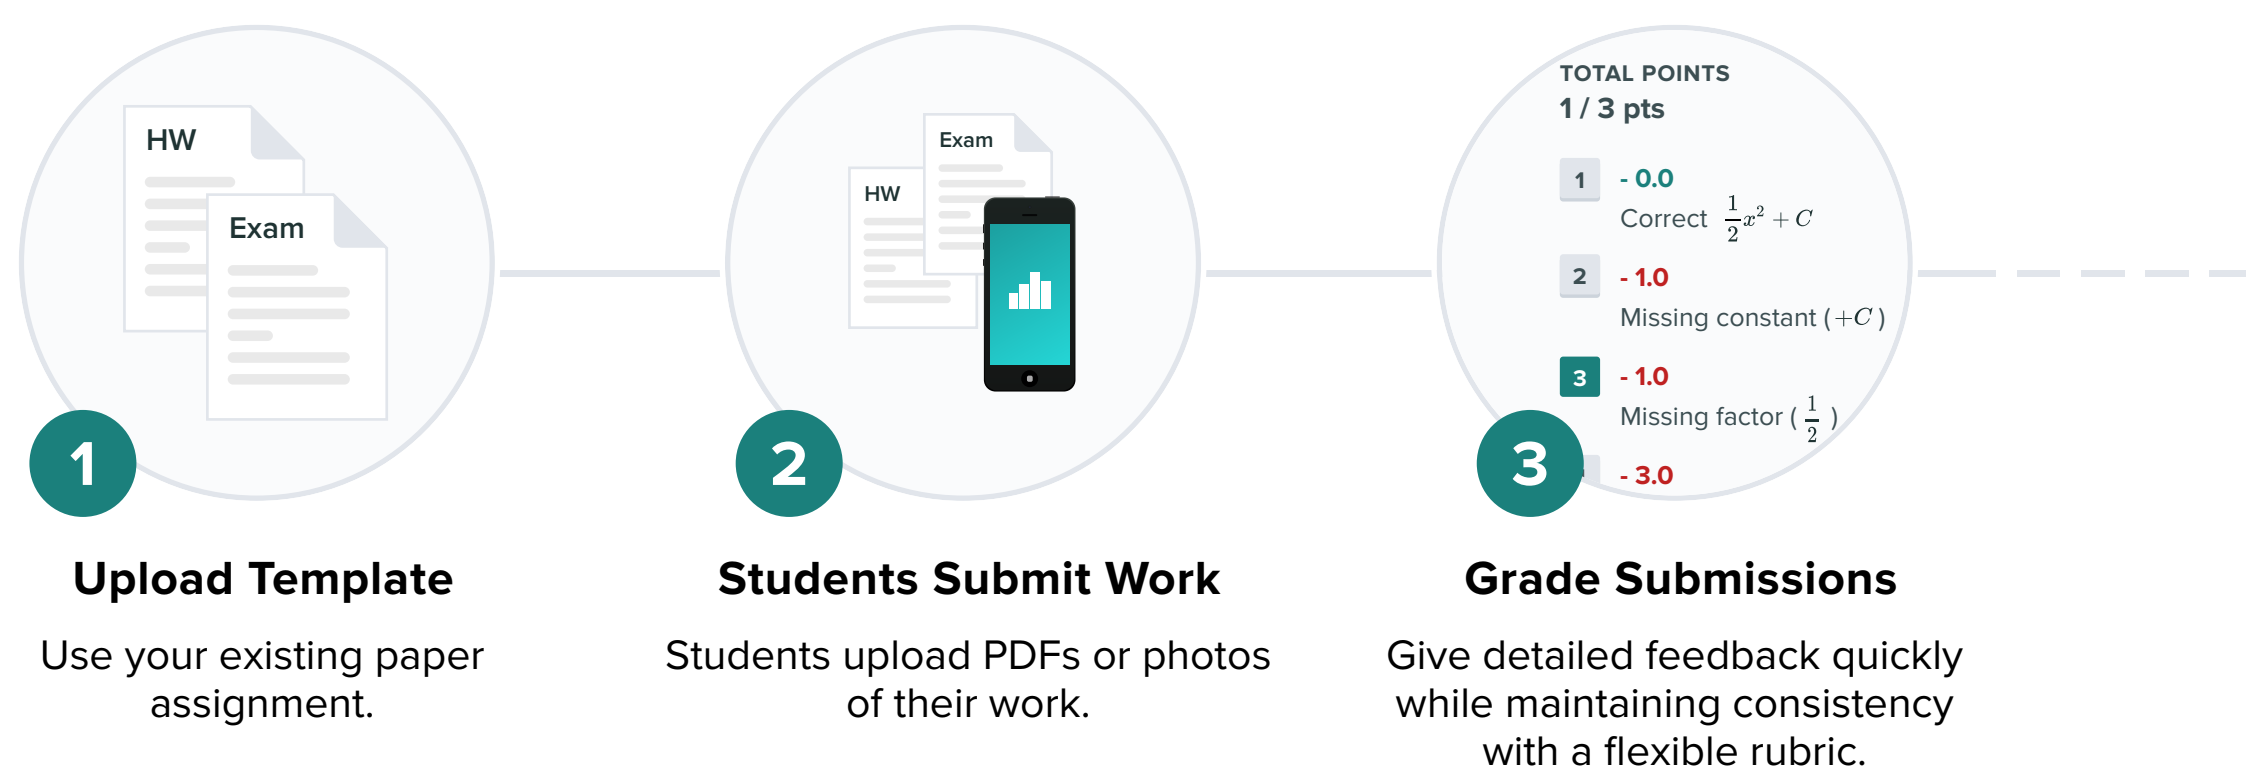 HW
Exam
1
Upload Template
Use your existing paper
assignment.
Exam
HW
2
Students Submit Work
Students upload PDFs or photos
of their work.
TOTAL POINTS
1 / 3 pts
1 - 0.0
Correct \frac{1}{2}x^2 + C
2 - 1.0
Missing constant (+C)
3 - 1.0
Missing factor (\frac{1}{2})
- 3.0
3
Grade Submissions
Give detailed feedback quickly
while maintaining consistency
with a flexible rubric.